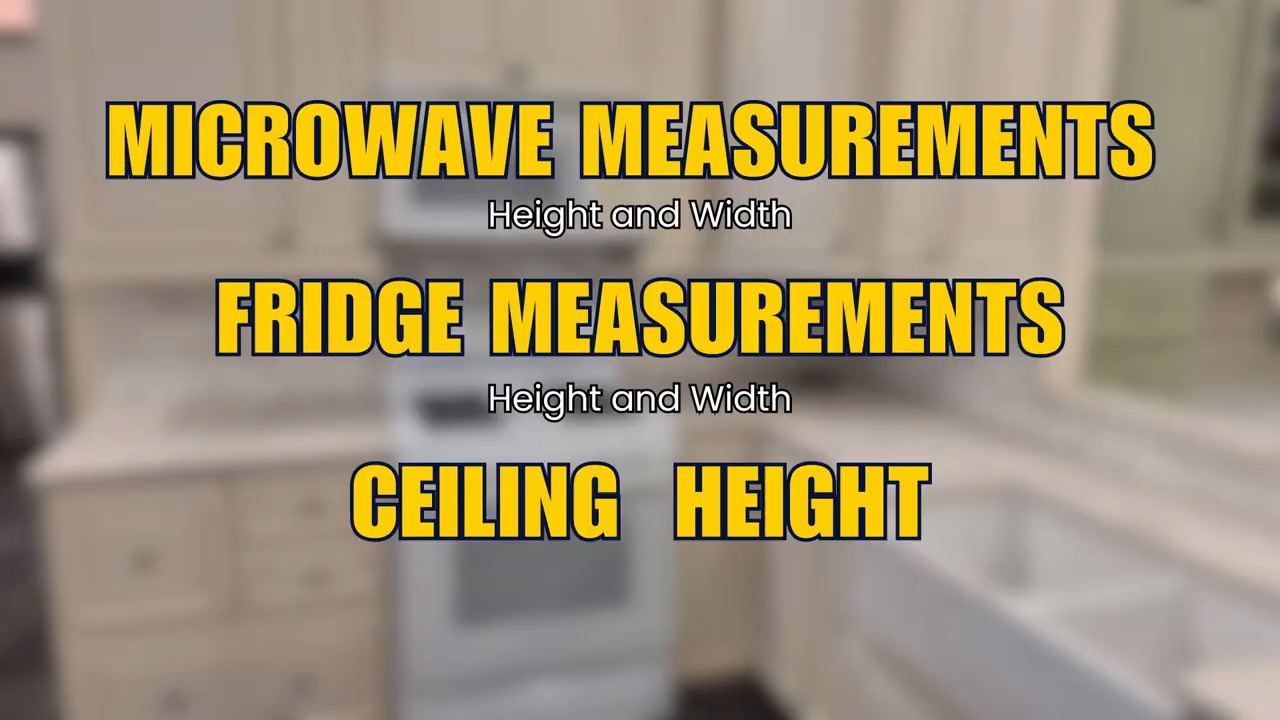 MICROWAVE MEASUREMENTS
Height and Width
FRIDGE MEASUREMENTS
Height and Width
CEILING HEIGHT